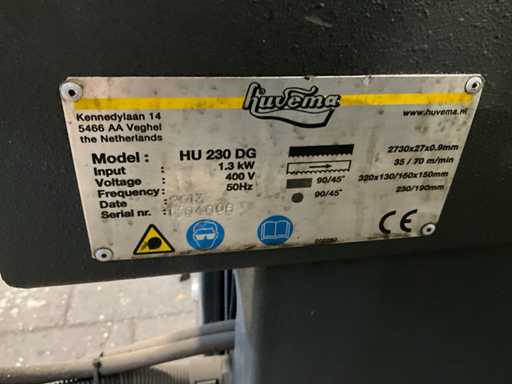 huvema
Kennedylaan 14
5466 AA Veghel
the Netherlands
www.huvema.nl
Model : HU 230 DG
Input : 1.3 kW
Voltage : 400 V
Frequency : 50Hz
Date :
Serial nr. :
2730x27x0.9mm
35 / 70 m/min
90/45° 320x130/160x150mm
90/45° 230/190mm
CE